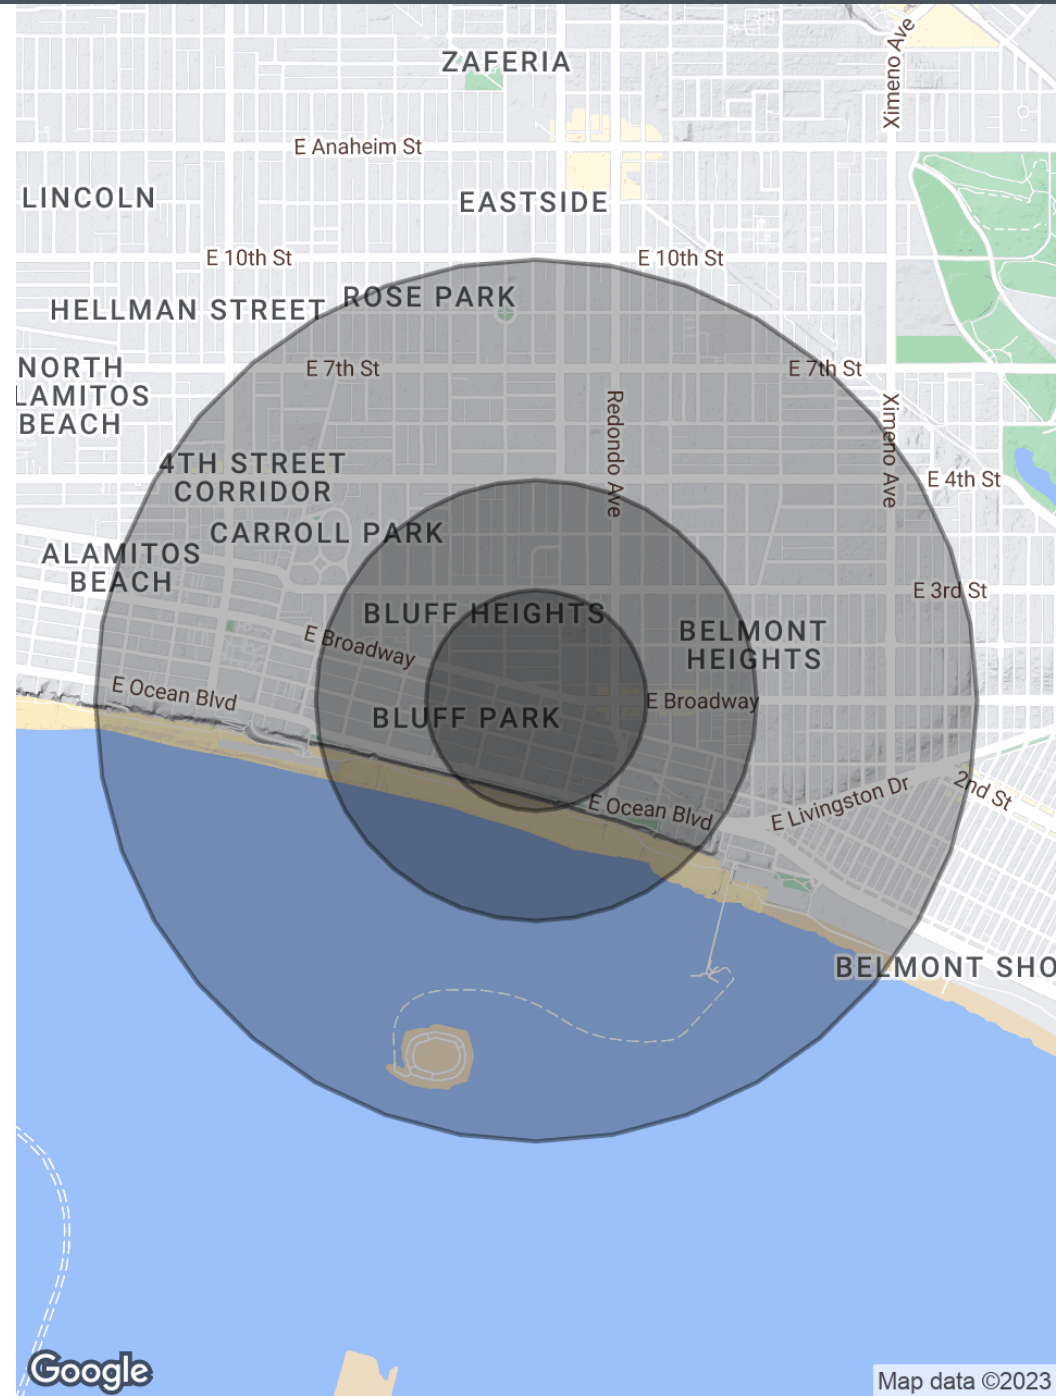 ZAFERIA
Ximeno Ave
E Anaheim St
LINCOLN
EASTSIDE
E 10th St
E 10th St
ROSE PARK
HELLMAN STREET
E 7th St
E 7th St
NORTH
LAMITOS
BEACH
Redondo Ave
Ximeno Ave
4TH STREET
CORRIDOR
E 4th St
CARROLL PARK
ALAMITOS
BEACH
E 3rd St
BLUFF HEIGHTS
E Broadway
BELMONT
HEIGHTS
E Ocean Blvd
E Broadway
BLUFF PARK
E Ocean Blvd
E Livingston Dr
2nd St
BELMONT SHO
Google
Map data ©2023